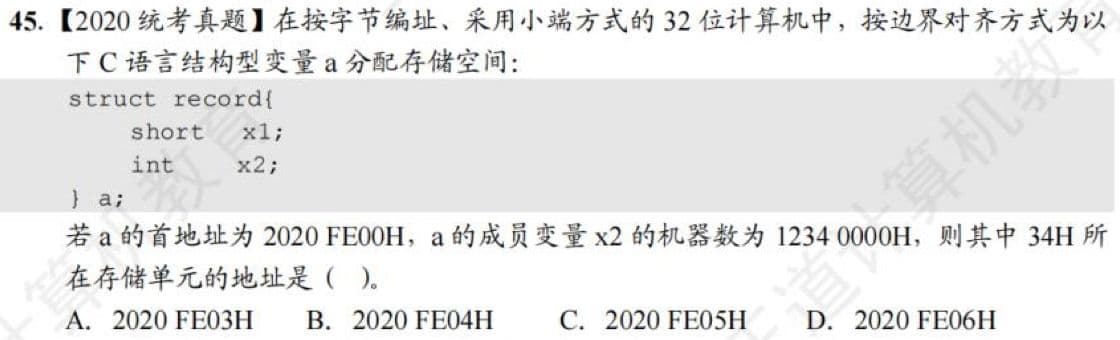 45.【2020 统考真题】在按字节编址、采用小端方式的 32 位计算机中，按边界对齐方式为以
下 C 语言结构型变量 a 分配存储空间：
struct record{
short x1;
int x2;
} a;
若 a 的首地址为 2020 FE00H，a 的成员变量 x2 的机器数为 1234 0000H，则其中 34H 所
在存储单元的地址是（ ）。
A. 2020 FE03H B. 2020 FE04H C. 2020 FE05H D. 2020 FE06H